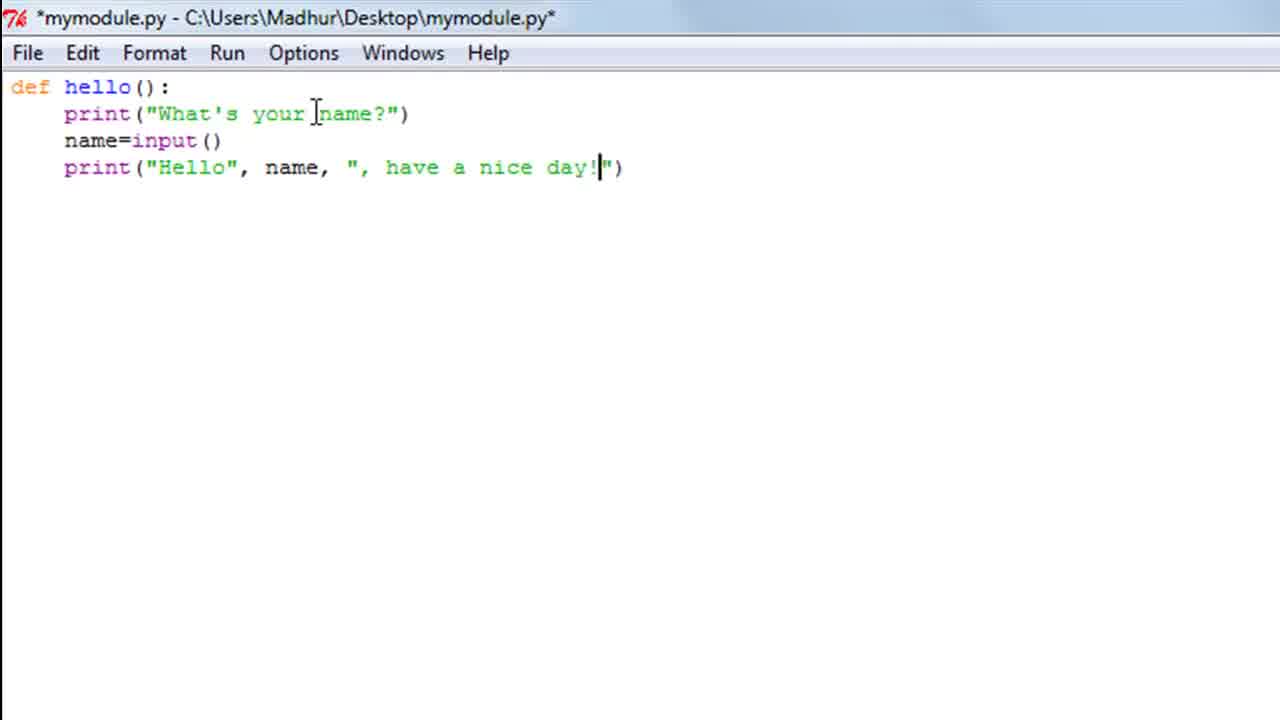 *mymodule.py - C:\Users\Madhur\Desktop\mymodule.py*
File Edit Format Run Options Windows Help
def hello():
    print("What's your name?")
    name=input()
    print("Hello", name, ", have a nice day!")